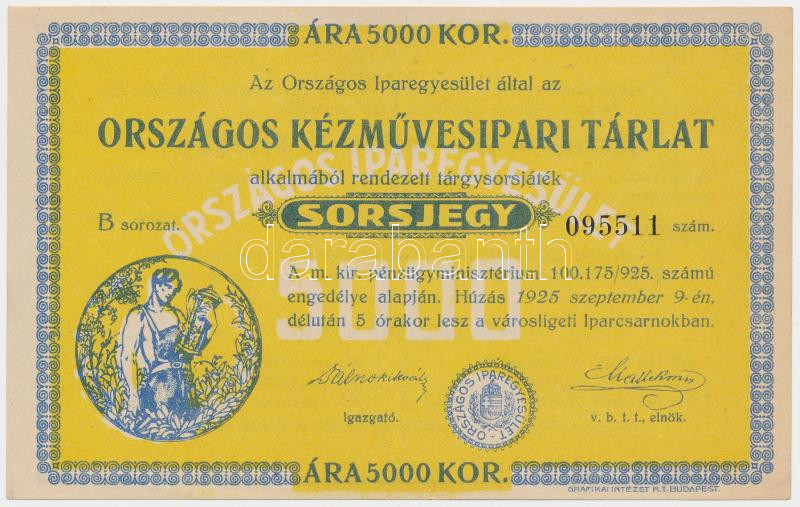 ÁRA 5000 KOR.
Az Országos Iparegyesület által az
ORSZÁGOS KÉZMŰVESIPARI TÁRLAT
ORSZÁGOS IPAREGYESÜLET
alkalmából rendezett tárgysorsjáték
SORSJEGY
B sorozat.
095511 szám.
darabanth
5000
A m. kir. pénzügyminisztérium 100.175/925. számú
engedélye alapján. Húzás 1925 szeptember 9-én,
délután 5 órakor lesz a városligeti Iparcsarnokban.
Igazgató.
ORSZÁGOS IPAREGYESÜLET
v. b. t. t., elnök.
ÁRA 5000 KOR.
GRAFIKAI INTÉZET R.T. BUDAPEST.